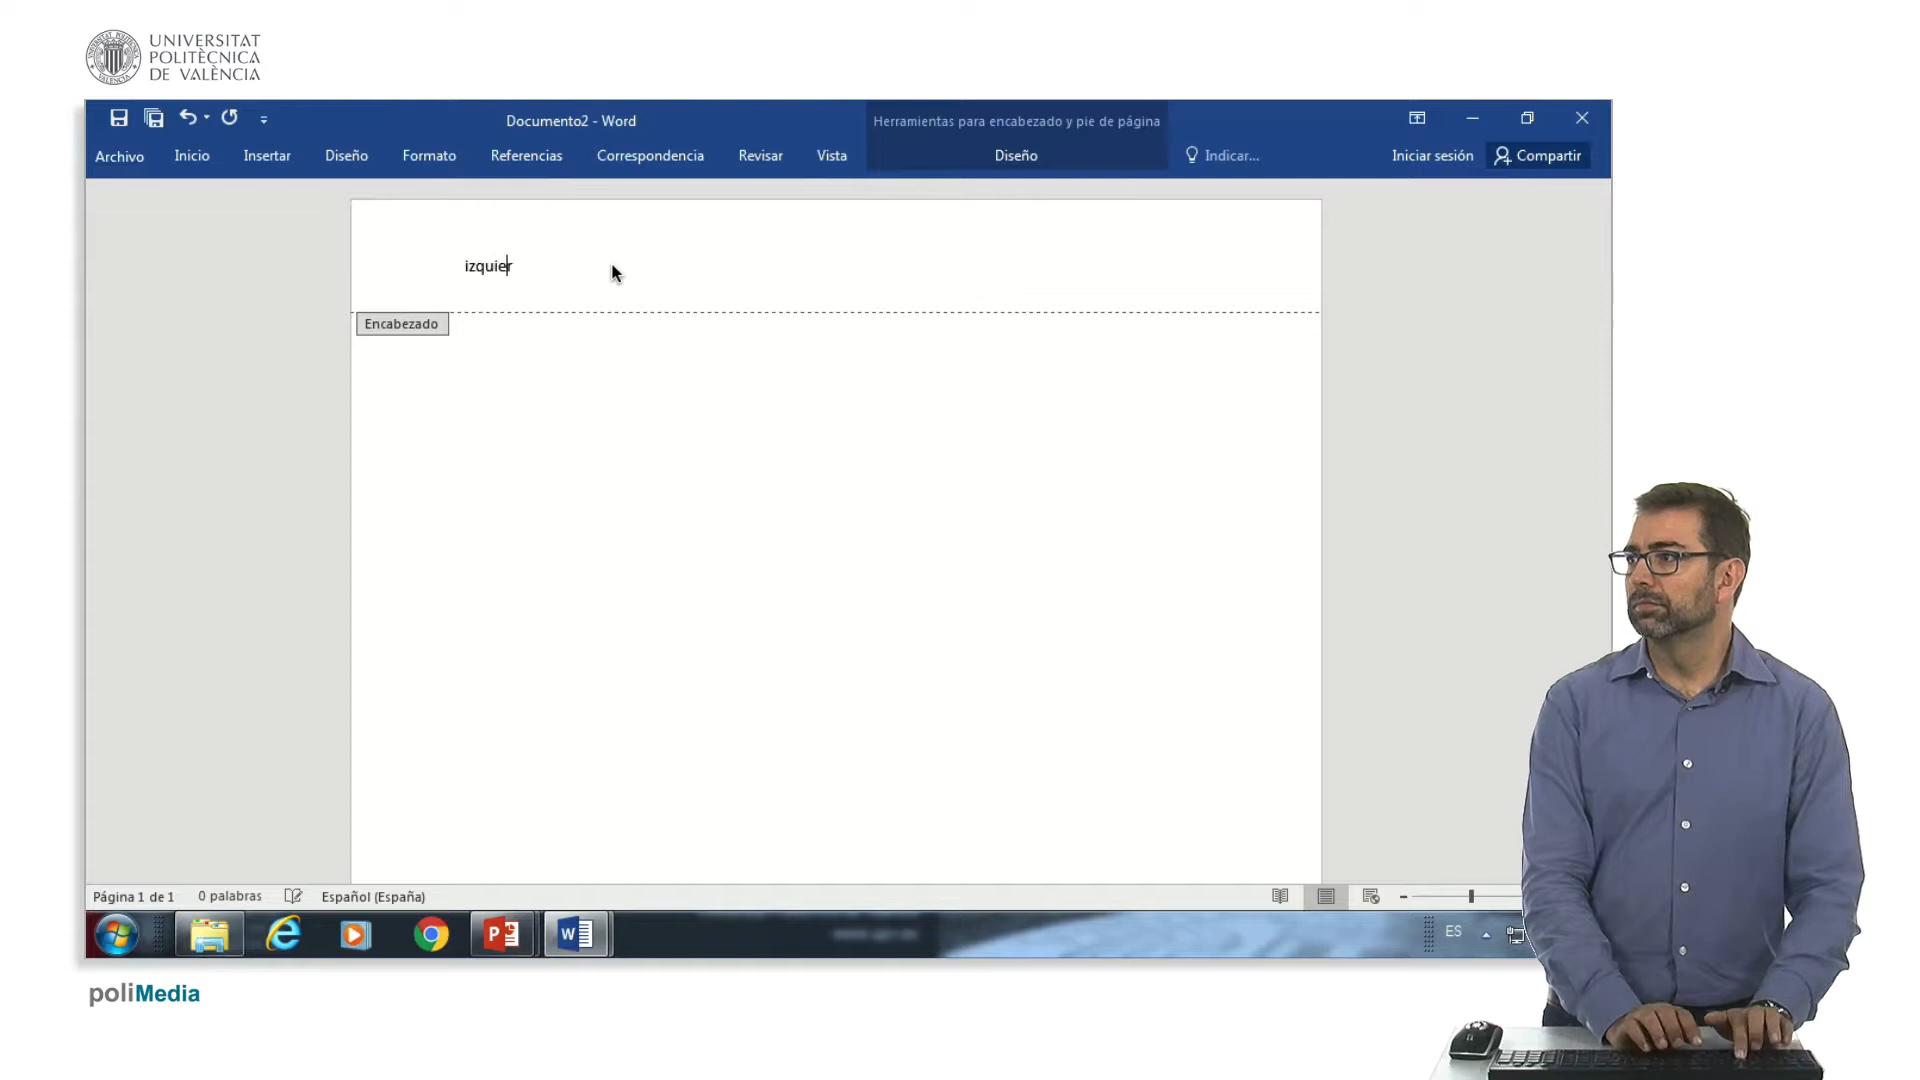 UNIVERSITAT
POLITÈCNICA
DE VALÈNCIA
Documento2 - Word
Herramientas para encabezado y pie de página
Archivo
Inicio
Insertar
Diseño
Formato
Referencias
Correspondencia
Revisar
Vista
Diseño
Indicar...
Iniciar sesión
Compartir
izquier
Encabezado
Página 1 de 1
0 palabras
Español (España)
ES
poliMedia